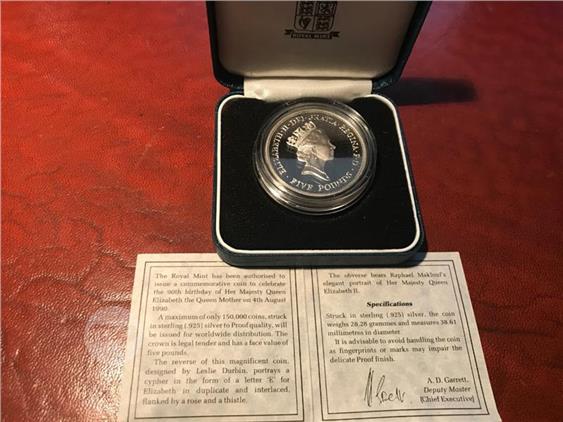 ROYAL MINT
ELIZABETH·II·DEI·GRATIA·REGINA·F·D·
· FIVE POUNDS ·
The Royal Mint has been authorised to
issue a commemorative coin to celebrate
the 90th birthday of Her Majesty Queen
Elizabeth the Queen Mother on 4th August
1990.
A maximum of only 150,000 coins, struck
in sterling (.925) silver to Proof quality, will
be issued for worldwide distribution. The
crown is legal tender and has a face value of
five pounds.
The reverse of this magnificent coin,
designed by Leslie Durbin, portrays a
cypher in the form of a letter 'E' for
Elizabeth in duplicate and interlaced,
flanked by a rose and a thistle.
The obverse bears Raphael Maklouf's
elegant portrait of Her Majesty Queen
Elizabeth II.
Specifications
Struck in sterling (.925) silver, the coin
weighs 28.28 grammes and measures 38.61
millimetres in diameter.
It is advisable to avoid handling the coin
as fingerprints or marks may impair the
delicate Proof finish.
A. D. Garrett,
Deputy Master
(Chief Executive)